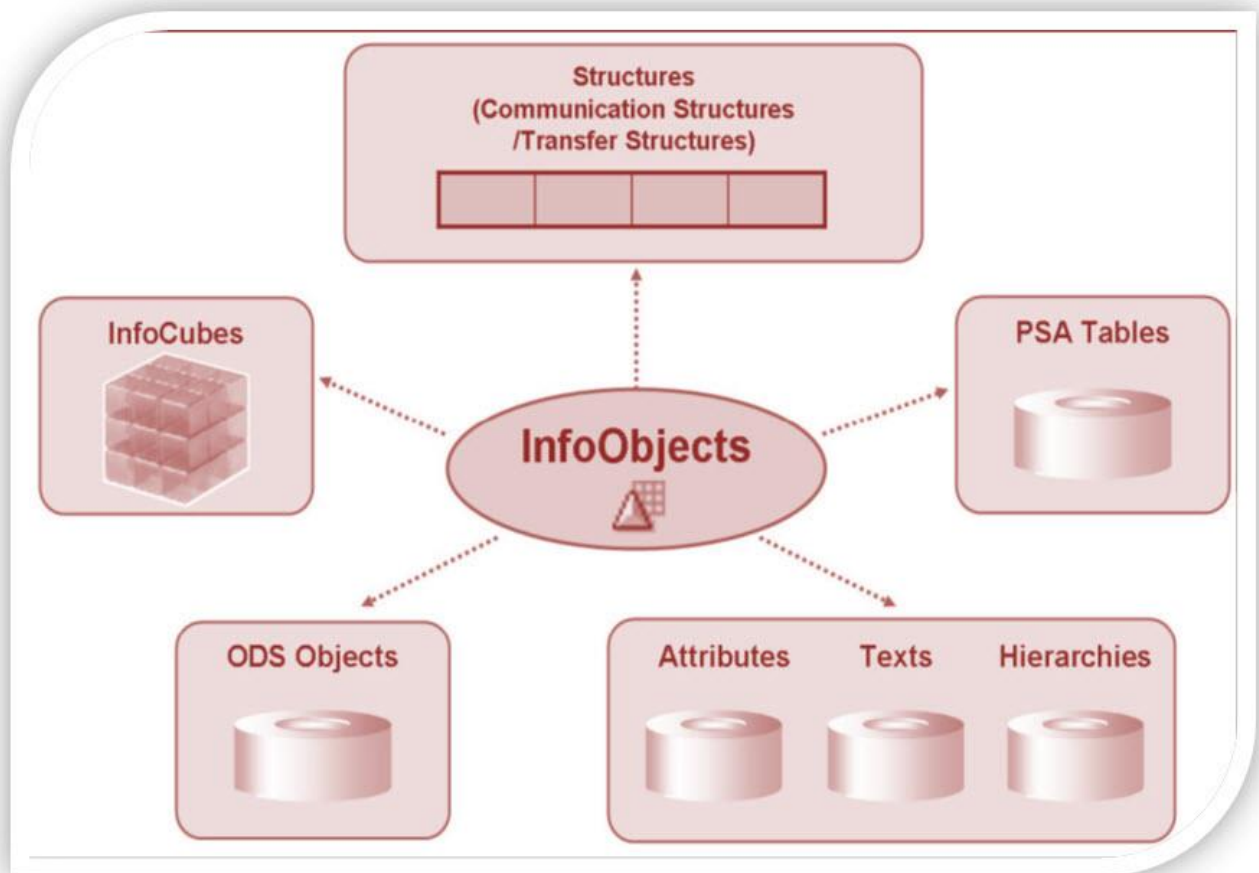 Structures
(Communication Structures
/Transfer Structures)
InfoCubes
PSA Tables
InfoObjects
ODS Objects
Attributes Texts Hierarchies